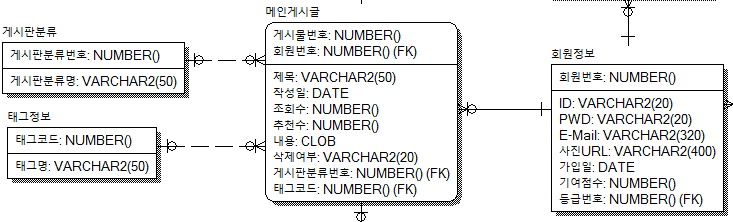 게시판분류
게시판분류번호: NUMBER()
게시판분류명: VARCHAR2(50)
태그정보
태그코드: NUMBER()
태그명: VARCHAR2(50)
메인게시글
게시물번호: NUMBER()
회원번호: NUMBER() (FK)
제목: VARCHAR2(50)
작성일: DATE
조회수: NUMBER()
추천수: NUMBER()
내용: CLOB
삭제여부: VARCHAR2(20)
게시판분류번호: NUMBER() (FK)
태그코드: NUMBER() (FK)
회원정보
회원번호: NUMBER()
ID: VARCHAR2(20)
PWD: VARCHAR2(20)
E-Mail: VARCHAR2(320)
사진URL: VARCHAR2(400)
가입일: DATE
기여점수: NUMBER()
등급번호: NUMBER() (FK)